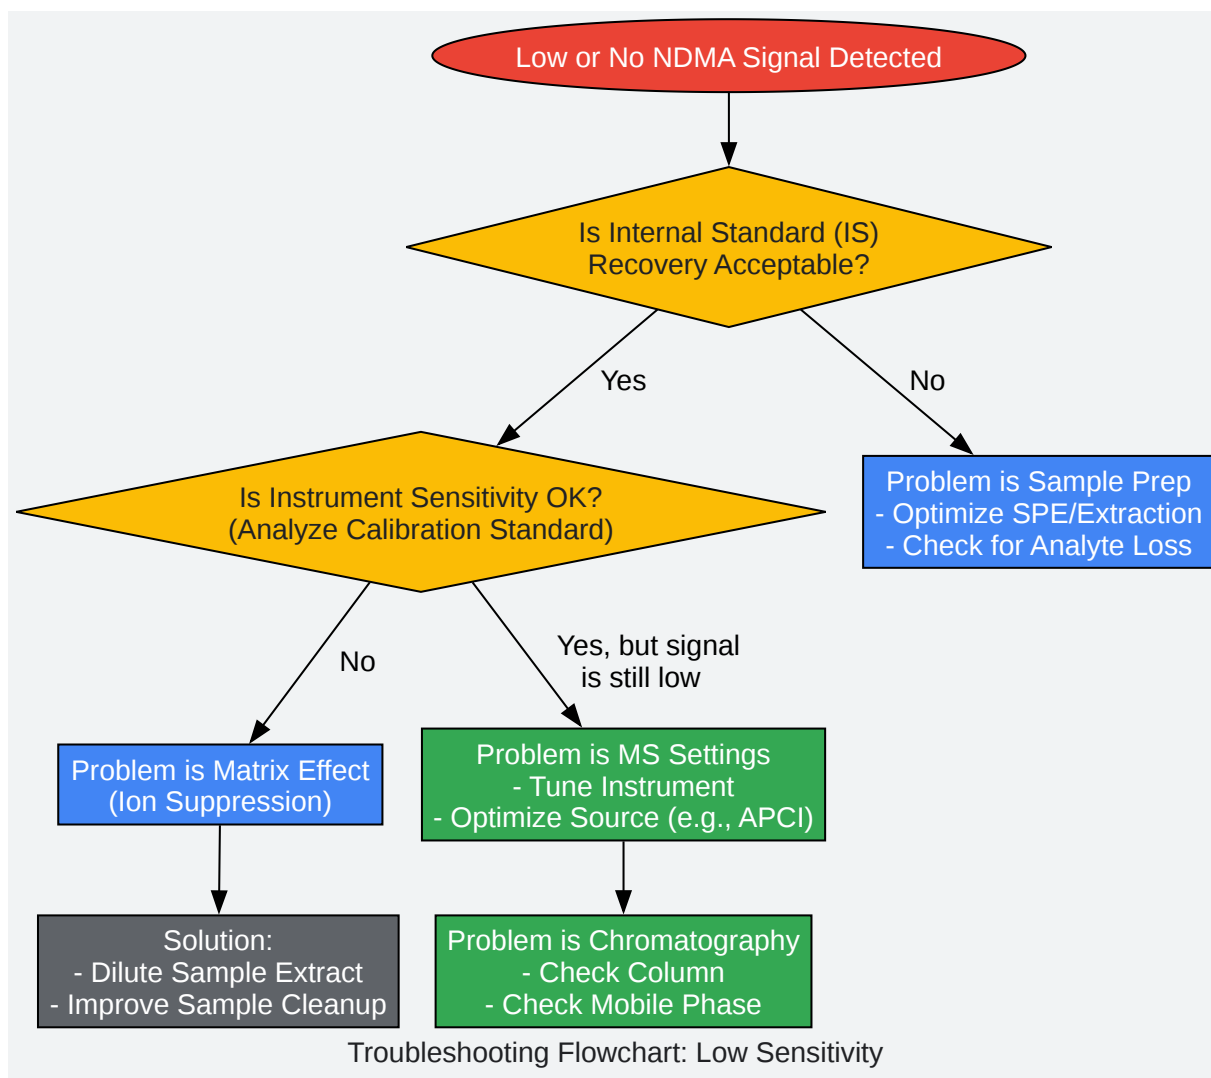 Low or No NDMA Signal Detected
Is Internal Standard (IS)
Recovery Acceptable?
Yes
No
Is Instrument Sensitivity OK?
(Analyze Calibration Standard)
Problem is Sample Prep
- Optimize SPE/Extraction
- Check for Analyte Loss
No
Yes, but signal
is still low
Problem is Matrix Effect
(Ion Suppression)
Problem is MS Settings
- Tune Instrument
- Optimize Source (e.g., APCI)
Solution:
- Dilute Sample Extract
- Improve Sample Cleanup
Problem is Chromatography
- Check Column
- Check Mobile Phase
Troubleshooting Flowchart: Low Sensitivity